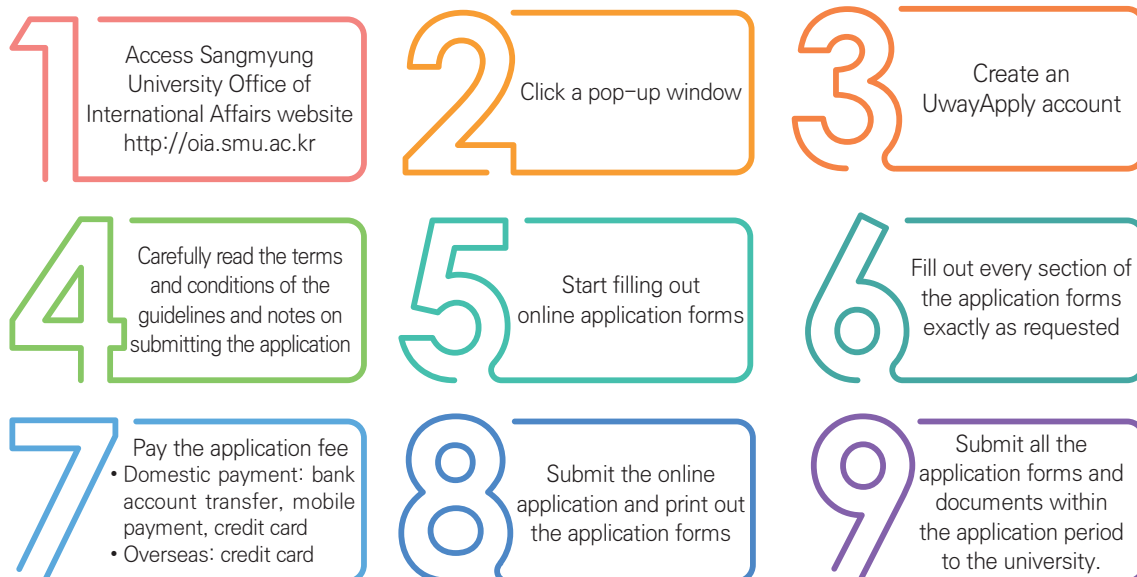 1
Access Sangmyung
University Office of
International Affairs website
http://oia.smu.ac.kr
2
Click a pop-up window
3
Create an
UwayApply account
4
Carefully read the terms
and conditions of the
guidelines and notes on
submitting the application
5
Start filling out
online application forms
6
Fill out every section of
the application forms
exactly as requested
7
Pay the application fee
• Domestic payment: bank
account transfer, mobile
payment, credit card
• Overseas: credit card
8
Submit the online
application and print out
the application forms
9
Submit all the
application forms and
documents within
the application period
to the university.